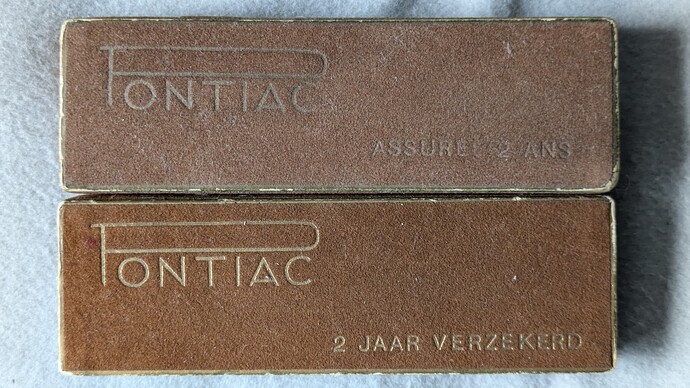 PONTIAC
ASSURE 2 ANS
PONTIAC
2 JAAR VERZEKERD